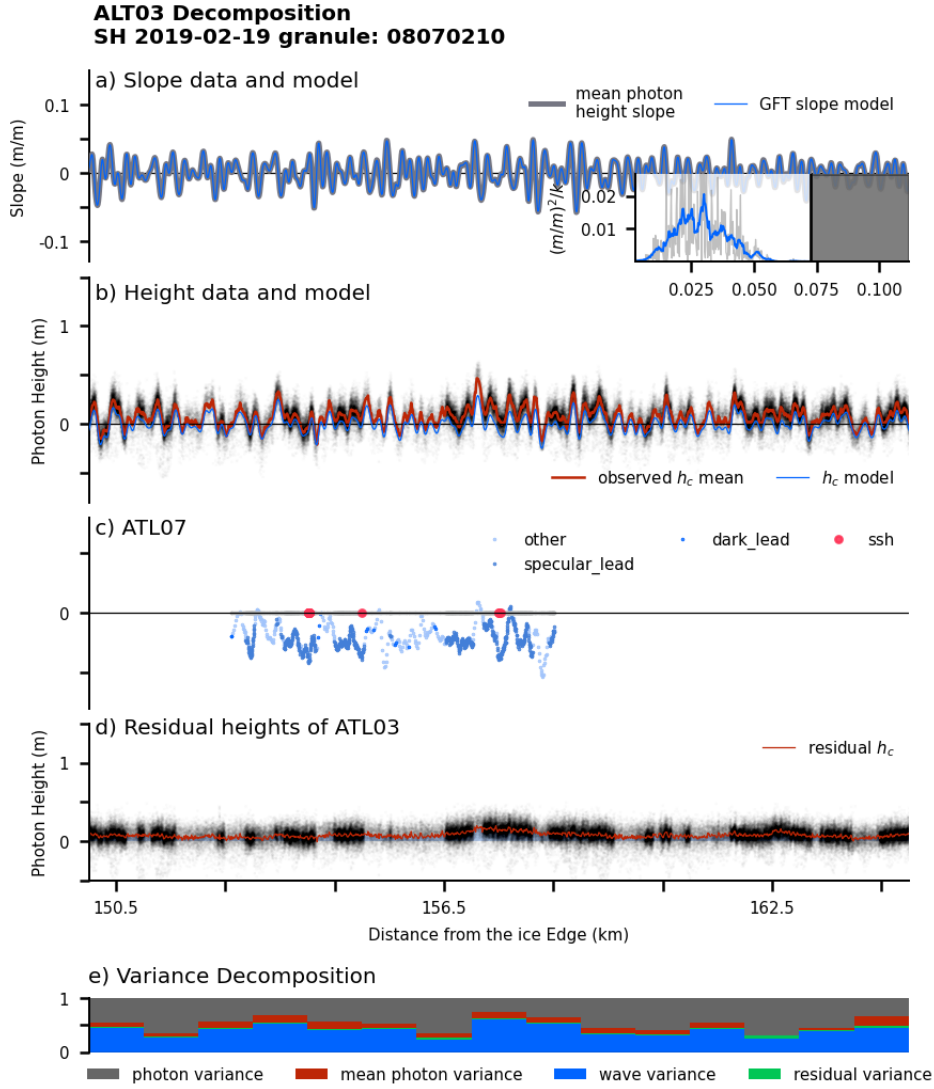 ALT03 Decomposition
SH 2019-02-19 granule: 08070210
a) Slope data and model
mean photon
height slope
GFT slope model
Slope (m/m)
0.1
0
-0.1
(m/m)²/k
0.02
0.01
0.025 0.050 0.075 0.100
b) Height data and model
Photon Height (m)
1
0
observed h_c mean
h_c model
c) ATL07
other
specular_lead
dark_lead
ssh
0
d) Residual heights of ATL03
residual h_c
Photon Height (m)
1
0
150.5 156.5 162.5
Distance from the ice Edge (km)
e) Variance Decomposition
1
0
photon variance mean photon variance wave variance residual variance